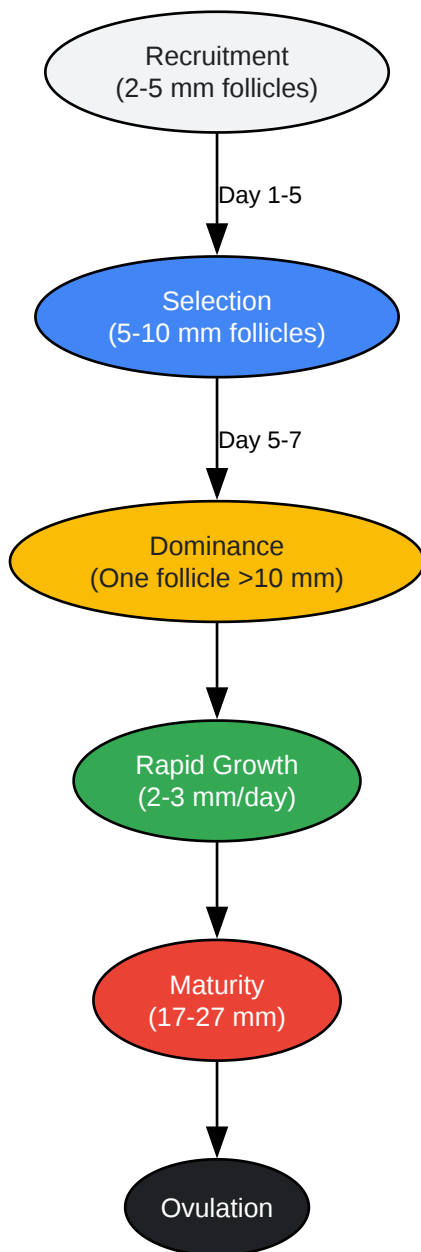 Recruitment
(2-5 mm follicles)
Day 1-5
Selection
(5-10 mm follicles)
Day 5-7
Dominance
(One follicle >10 mm)
Rapid Growth
(2-3 mm/day)
Maturity
(17-27 mm)
Ovulation